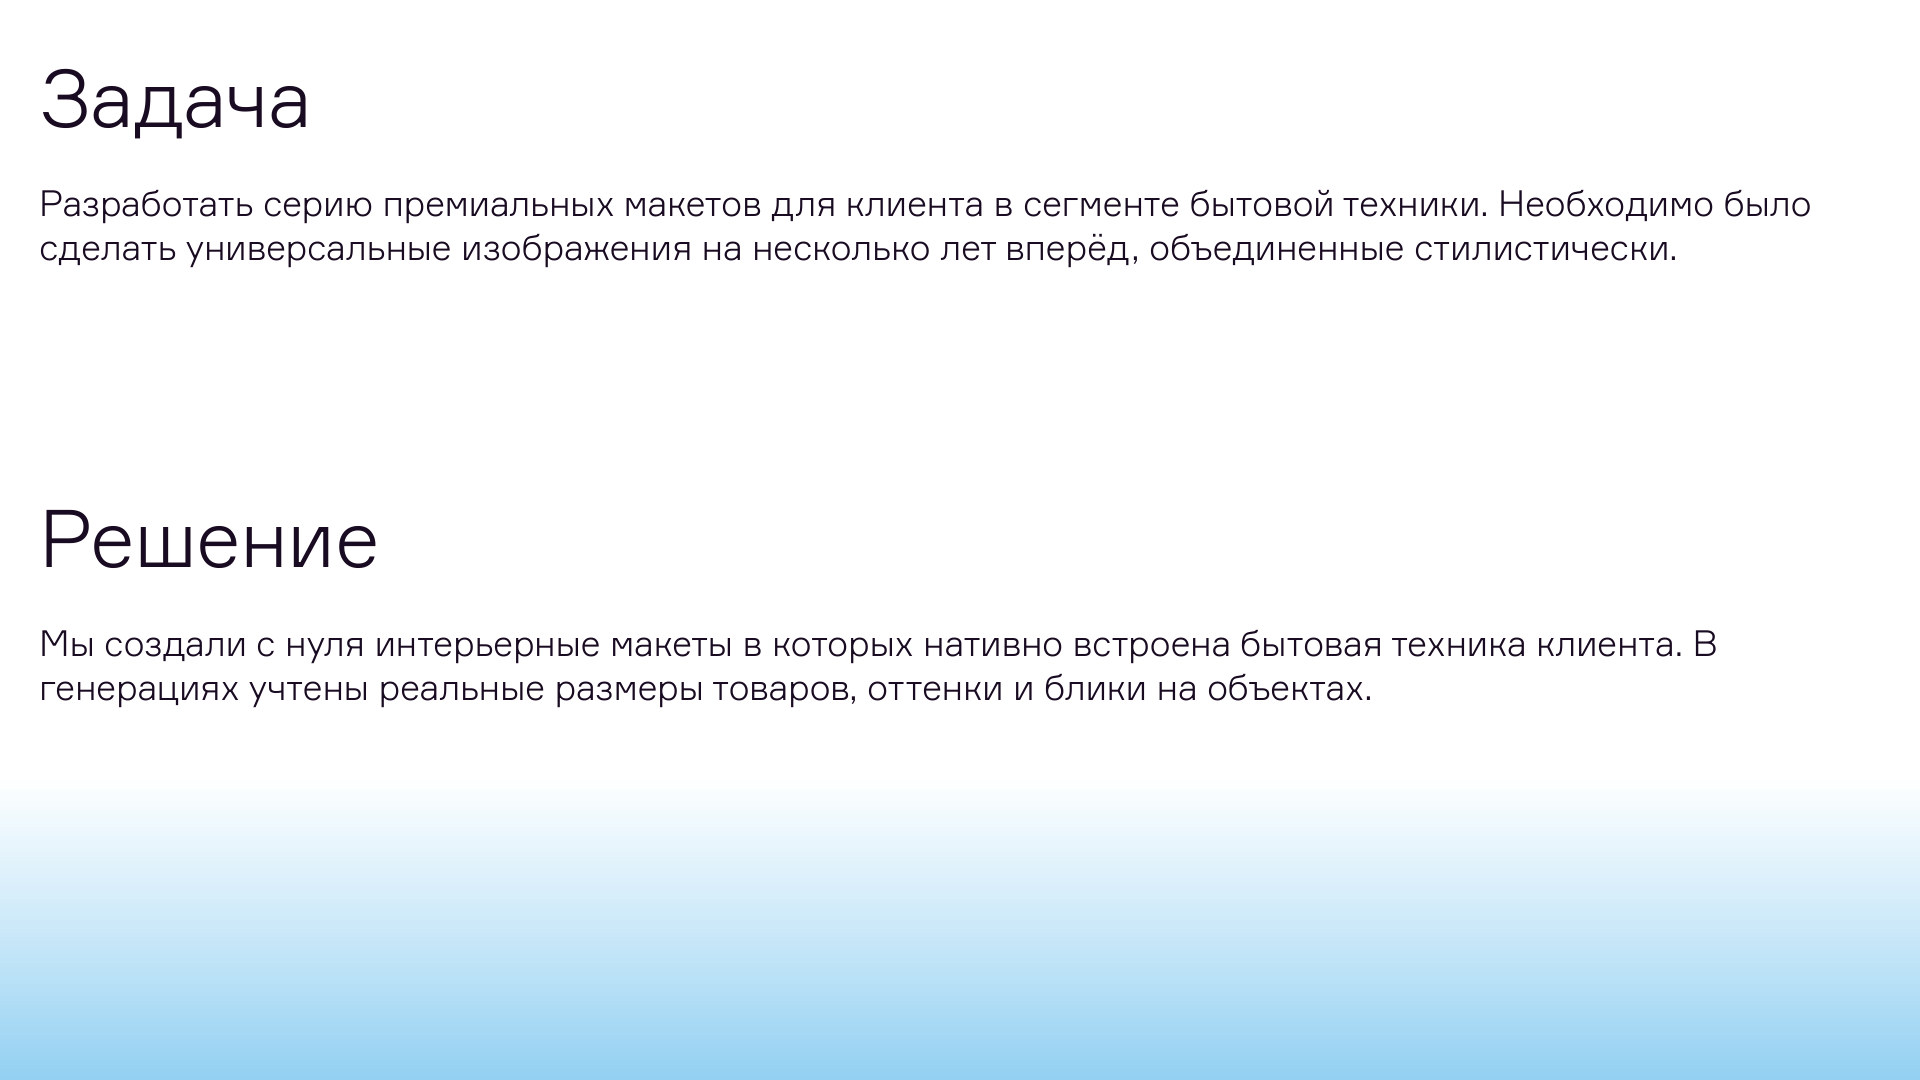 Задача
Разработать серию премиальных макетов для клиента в сегменте бытовой техники. Необходимо было
сделать универсальные изображения на несколько лет вперёд, объединенные стилистически.
Решение
Мы создали с нуля интерьерные макеты в которых нативно встроена бытовая техника клиента. В
генерациях учтены реальные размеры товаров, оттенки и блики на объектах.